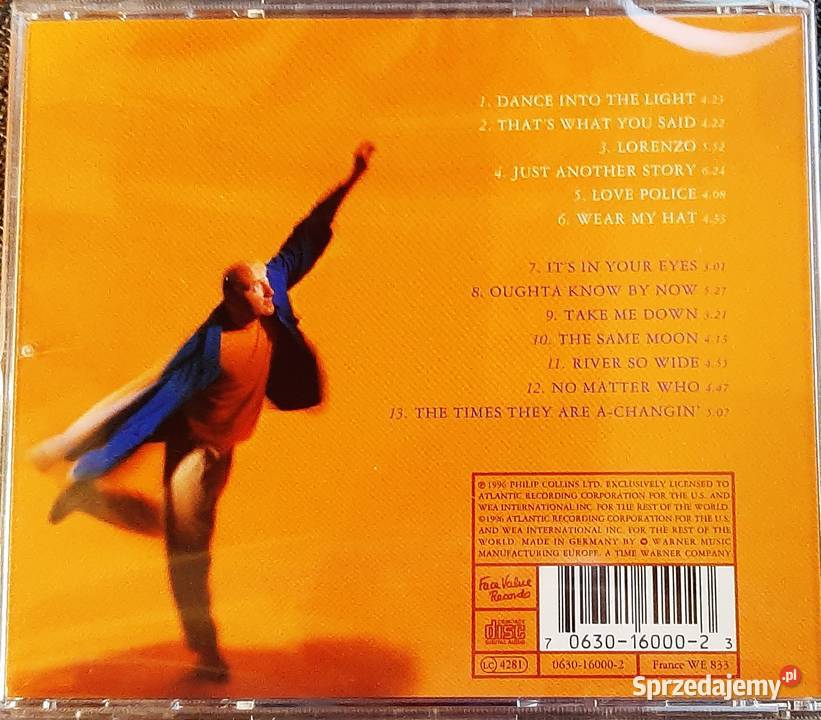 1. DANCE INTO THE LIGHT 4.23
2. THAT'S WHAT YOU SAID 4.22
3. LORENZO 5.52
4. JUST ANOTHER STORY 6.24
5. LOVE POLICE 4.08
6. WEAR MY HAT 4.33
7. IT'S IN YOUR EYES 3.01
8. OUGHTA KNOW BY NOW 5.27
9. TAKE ME DOWN 3.21
10. THE SAME MOON 4.13
11. RIVER SO WIDE 4.55
12. NO MATTER WHO 4.47
13. THE TIMES THEY ARE A-CHANGIN' 5.07
℗ 1996 PHILIP COLLINS LTD. EXCLUSIVELY LICENSED TO
ATLANTIC RECORDING CORPORATION FOR THE U.S. AND
WEA INTERNATIONAL INC. FOR THE REST OF THE WORLD.
©1996 ATLANTIC RECORDING CORPORATION FOR THE U.S.
AND WEA INTERNATIONAL INC. FOR THE REST OF THE
WORLD. MADE IN GERMANY BY WARNER MUSIC
MANUFACTURING EUROPE. A TIME WARNER COMPANY
Face Value
Records
COMPACT
disc
DIGITAL AUDIO
7 0630-16000-2 3
LC 4281
0630-16000-2
France WE 833
Sprzedajemy.pl